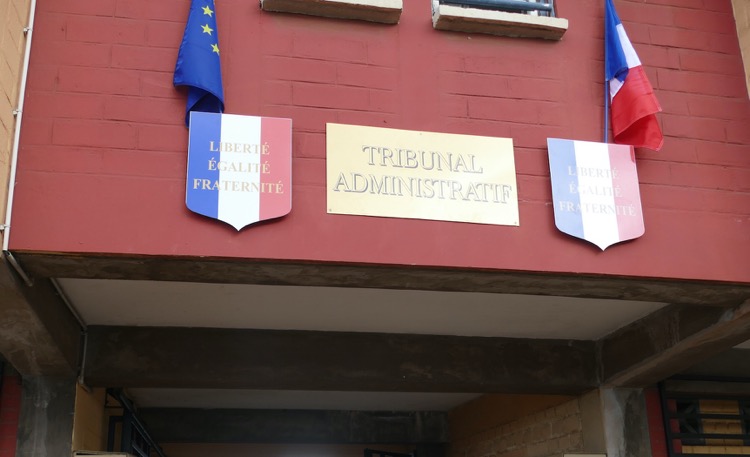 LIBERTÉ
ÉGALITÉ
FRATERNITÉ
TRIBUNAL
ADMINISTRATIF
LIBERTÉ
ÉGALITÉ
FRATERNITÉ